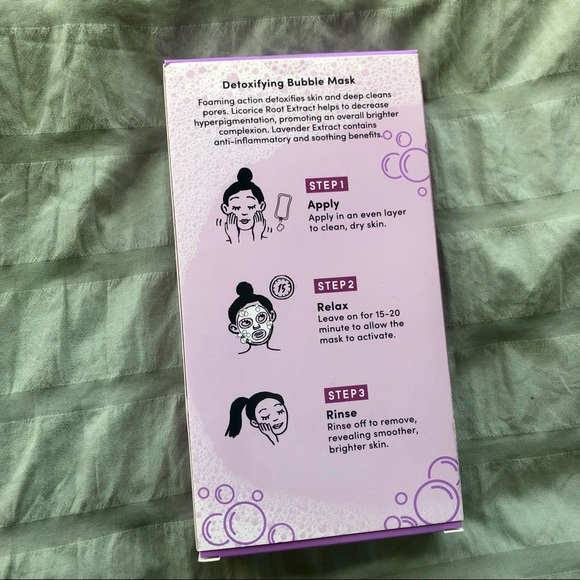 Detoxifying Bubble Mask
Foaming action detoxifies skin and deep cleans
pores. Licorice Root Extract helps to decrease
hyperpigmentation, promoting an overall brighter
complexion. Lavender Extract contains
anti-inflammatory and soothing benefits.
STEP 1
Apply
Apply in an even layer
to clean, dry skin.
15
STEP 2
Relax
Leave on for 15-20
minute to allow the
mask to activate.
STEP 3
Rinse
Rinse off to remove,
revealing smoother,
brighter skin.